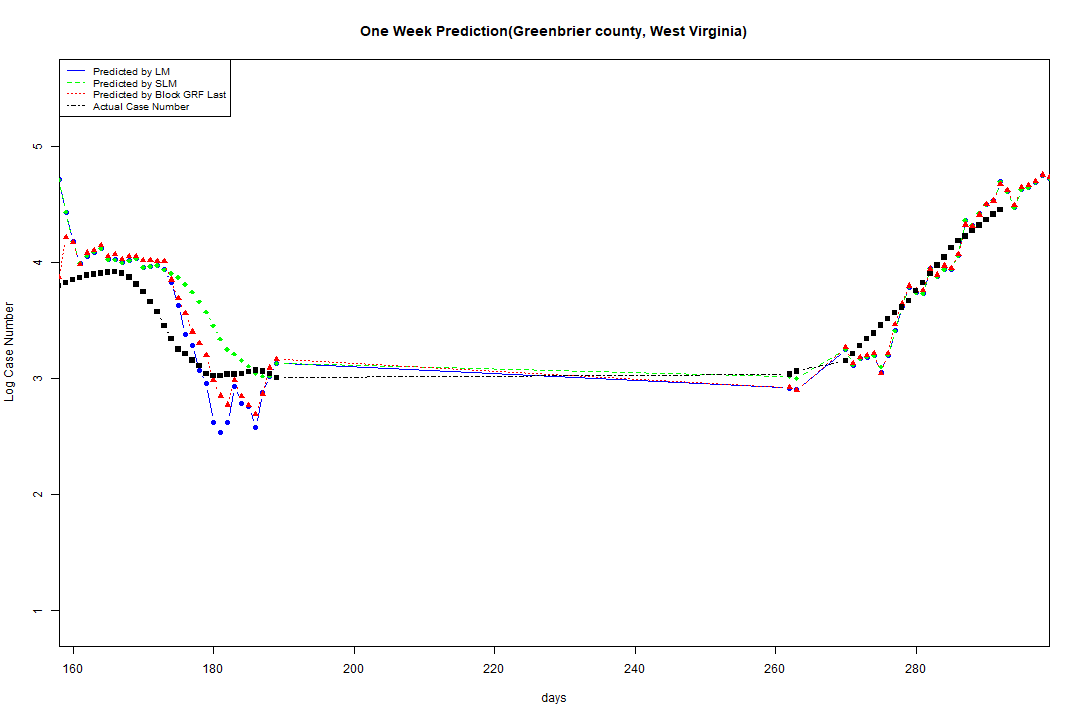 One Week Prediction(Greenbrier county, West Virginia)
Predicted by LM
Predicted by SLM
Predicted by Block GRF Last
Actual Case Number
5
4
3
2
1
Log Case Number
160 180 200 220 240 260 280
days